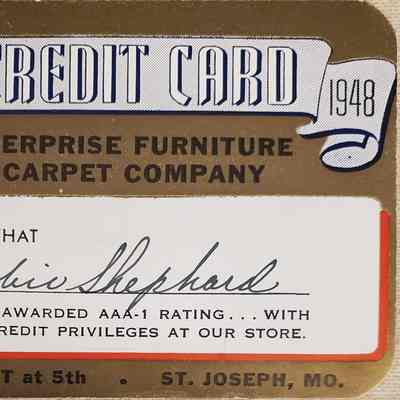 CREDIT CARD
1948
ERPRISE FURNITURE
CARPET COMPANY
HAT
Shephard
AWARDED AAA-1 RATING... WITH
REDIT PRIVILEGES AT OUR STORE.
T at 5th . ST. JOSEPH, MO.